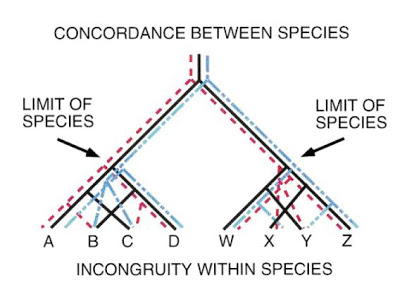 CONCORDANCE BETWEEN SPECIES
LIMIT OF
SPECIES
LIMIT OF
SPECIES
A B C D W X Y Z
INCONGRUITY WITHIN SPECIES